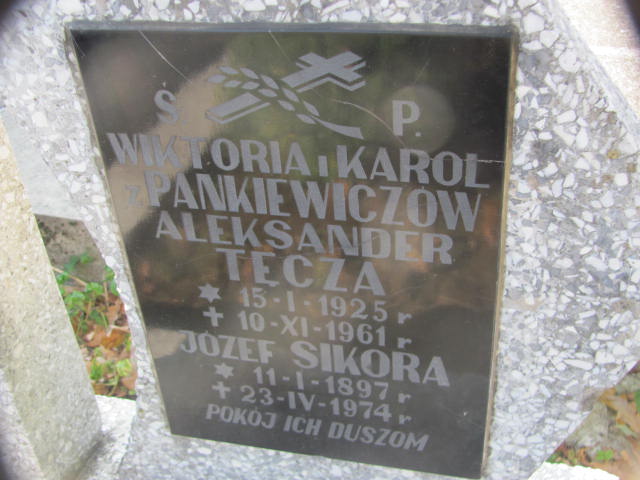 Ś. P.
WIKTORIA i KAROL
z PANKIEWICZÓW
ALEKSANDER
TĘCZA
✶ 15-I-1925 r
✝ 10-XI-1961 r
JÓZEF SIKORA
✶ 11-I-1897 r
✝ 23-IV-1974 r
POKÓJ ICH DUSZOM